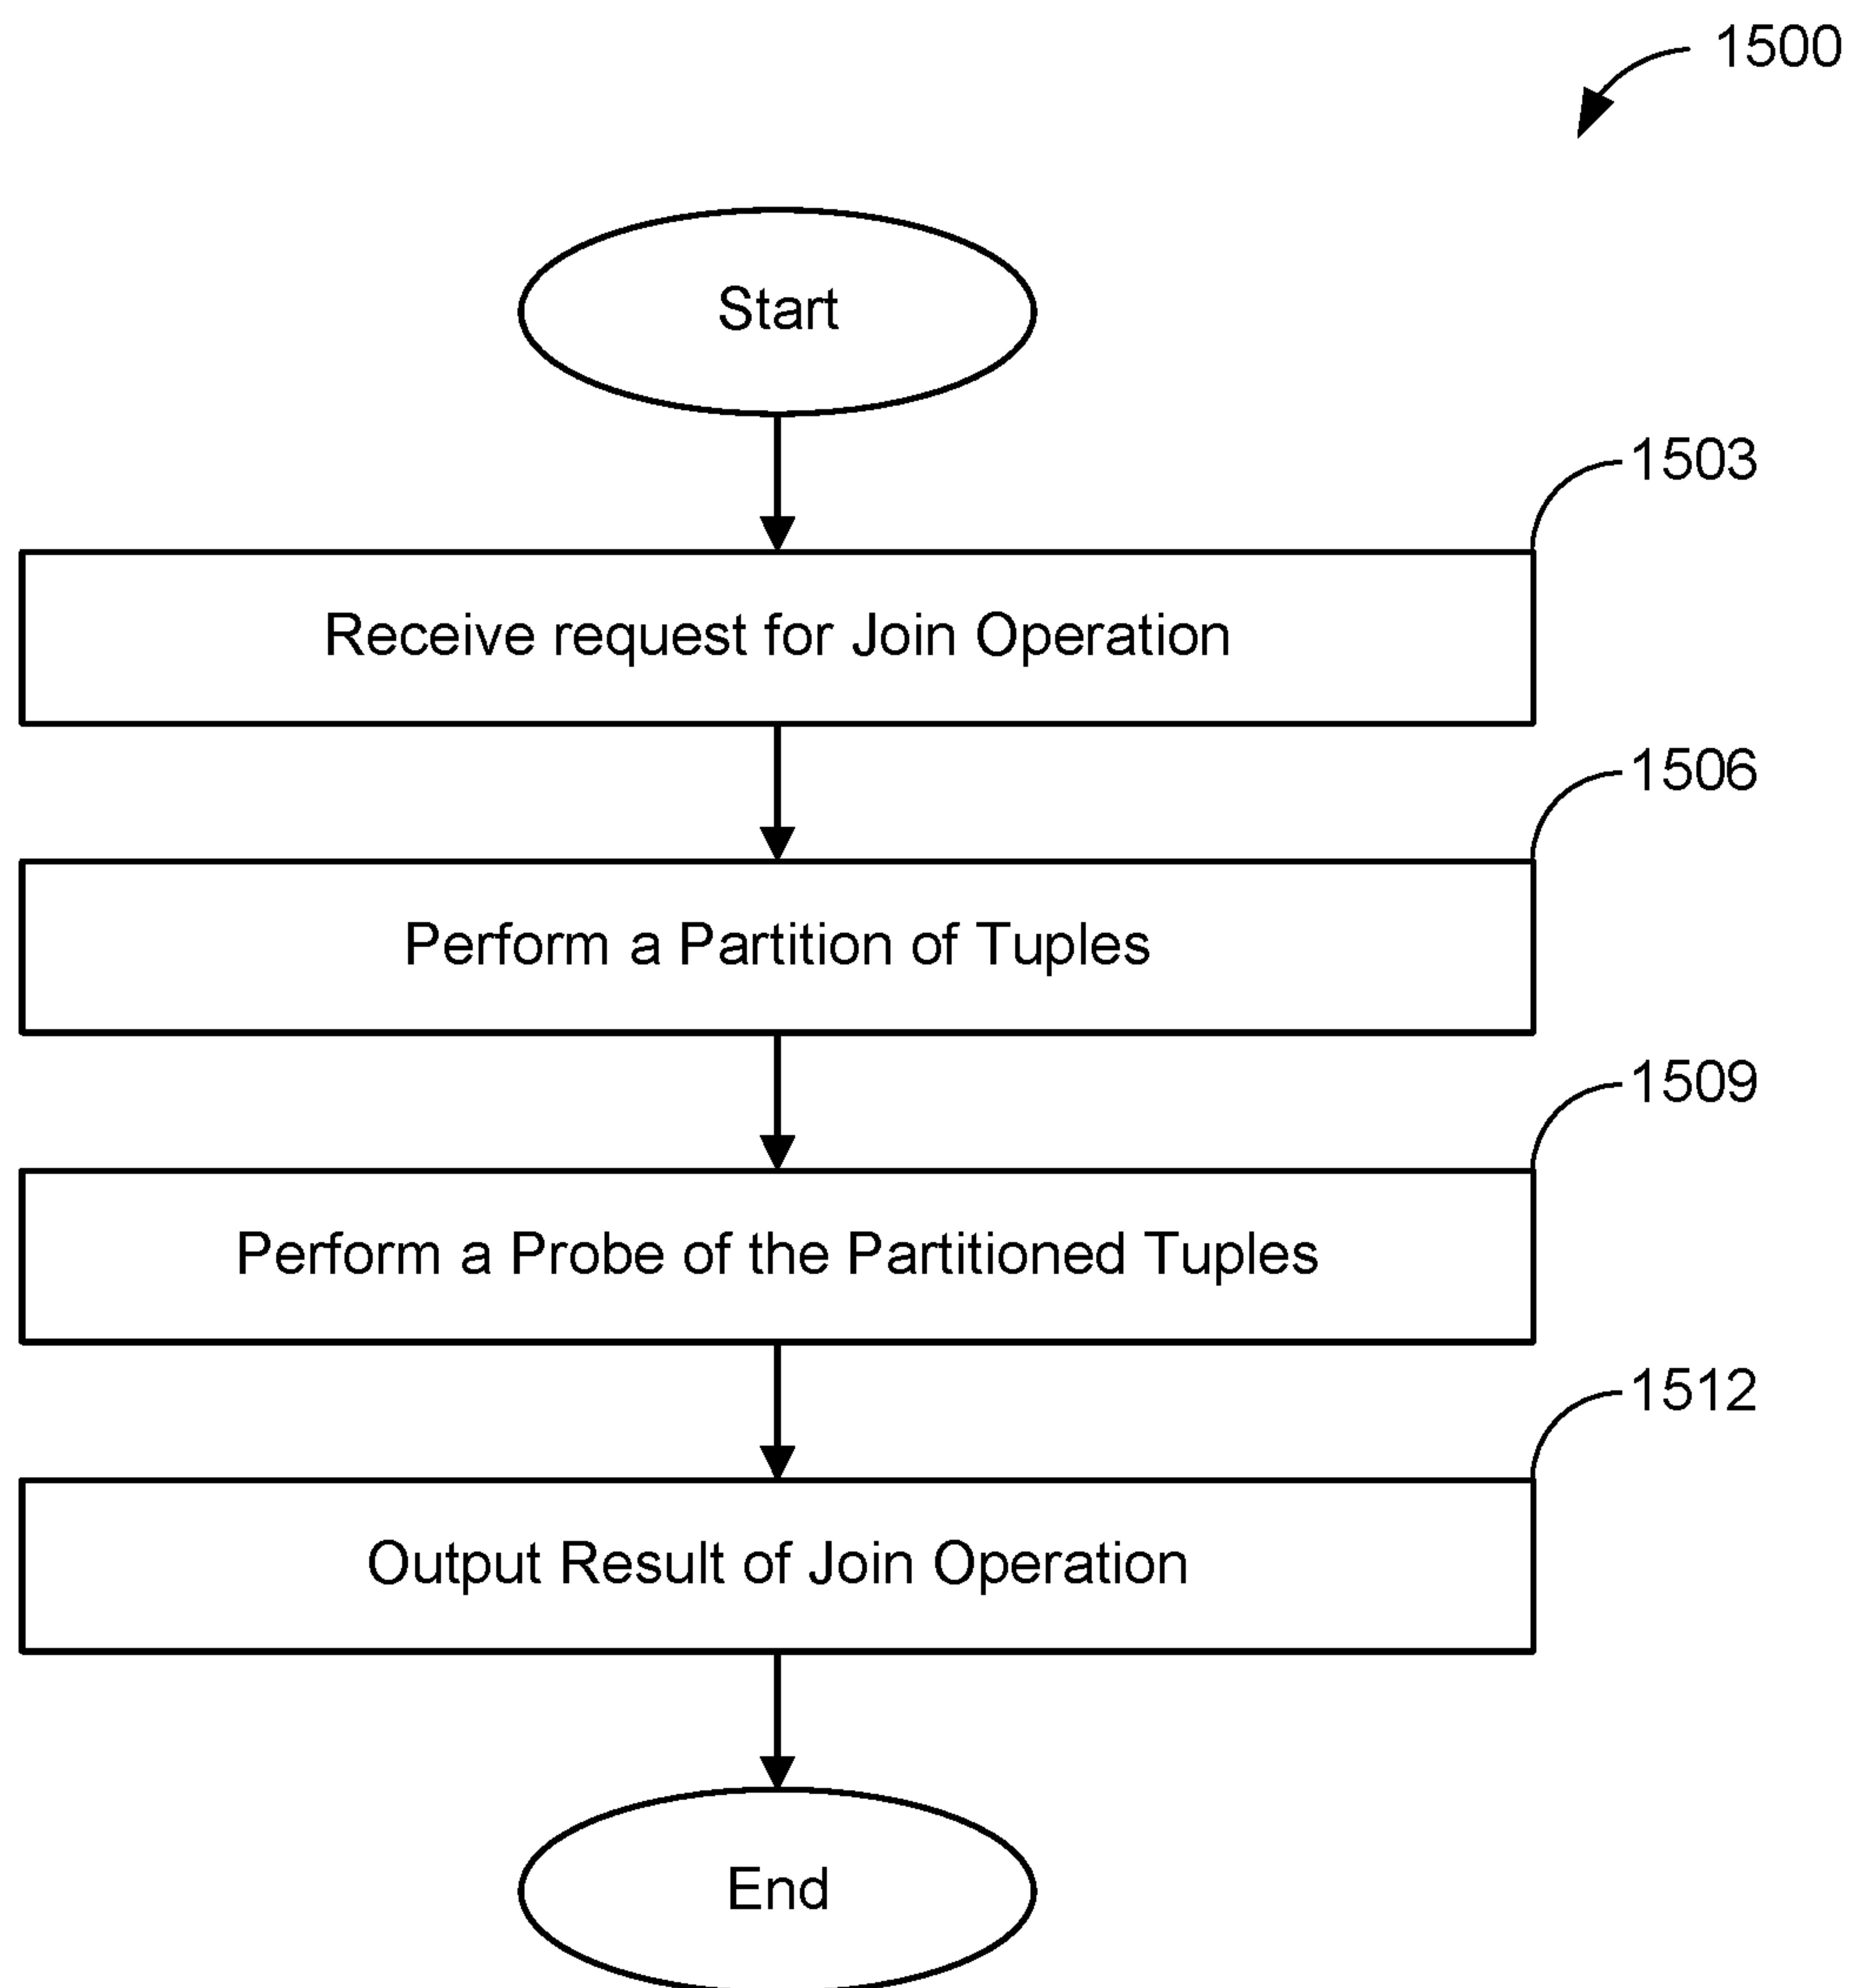 1500
Start
1503
Receive request for Join Operation
1506
Perform a Partition of Tuples
1509
Perform a Probe of the Partitioned Tuples
1512
Output Result of Join Operation
End